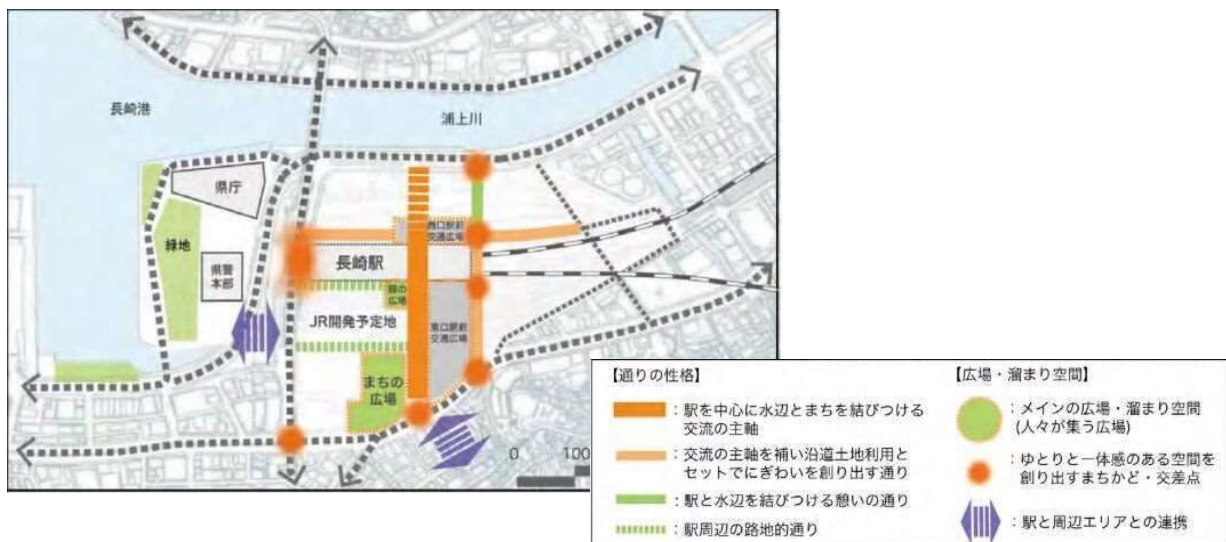 長崎港
浦上川
県庁
緑地
県警
本部
西口駅前
交通広場
長崎駅
駅の
広場
JR開発予定地
東口駅前
交通広場
まちの
広場
0 100
【通りの性格】
：駅を中心に水辺とまちを結びつける
交流の主軸
：交流の主軸を補い沿道土地利用と
セットでにぎわいを創り出す通り
：駅と水辺を結びつける憩いの通り
：駅周辺の路地的通り
【広場・溜まり空間】
：メインの広場・溜まり空間
(人々が集う広場)
：ゆとりと一体感のある空間を
創り出すまちかど・交差点
：駅と周辺エリアとの連携